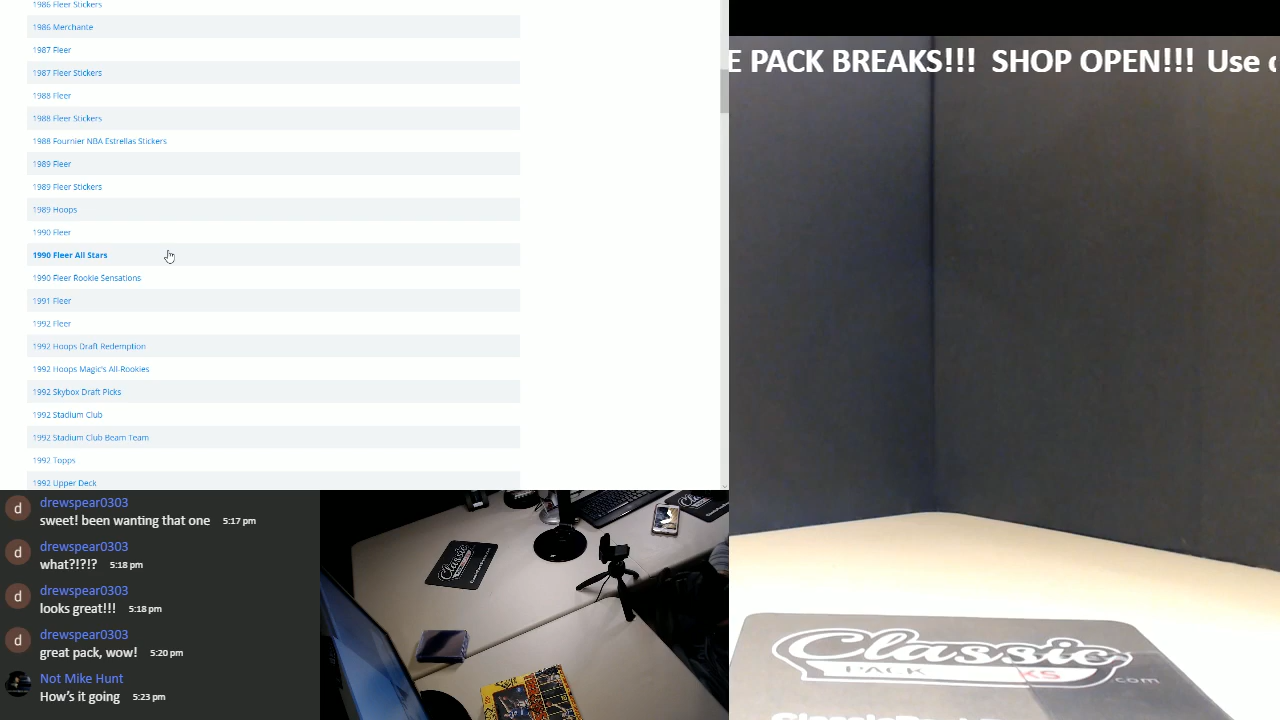 1986 Fleer Stickers
1986 Merchante
1987 Fleer
1987 Fleer Stickers
1988 Fleer
1988 Fleer Stickers
1988 Fournier NBA Estrellas Stickers
1989 Fleer
1989 Fleer Stickers
1989 Hoops
1990 Fleer
1990 Fleer All Stars
1990 Fleer Rookie Sensations
1991 Fleer
1992 Fleer
1992 Hoops Draft Redemption
1992 Hoops Magic's All-Rookies
1992 Skybox Draft Picks
1992 Stadium Club
1992 Stadium Club Beam Team
1992 Topps
1992 Upper Deck
E PACK BREAKS!!! SHOP OPEN!!! Use
d drewspear0303
sweet! been wanting that one 5:17 pm
d drewspear0303
what?!?!? 5:18 pm
d drewspear0303
looks great!!! 5:18 pm
d drewspear0303
great pack, wow! 5:20 pm
Not Mike Hunt
How's it going 5:23 pm
Classic
Classic
PACK KS
.com